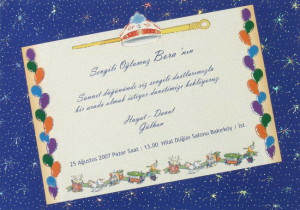 Sevgili Oğlumuz Bora'nın
Sünnet düğününde siz sevgili dostlarımızla
bir arada olmak istiyor davetimize bekliyoruz
Hayat - Davut
Gülhan
25 Ağustos 2007 Pazar Saat : 13.00 Hilal Düğün Salonu Bakırköy / İst.